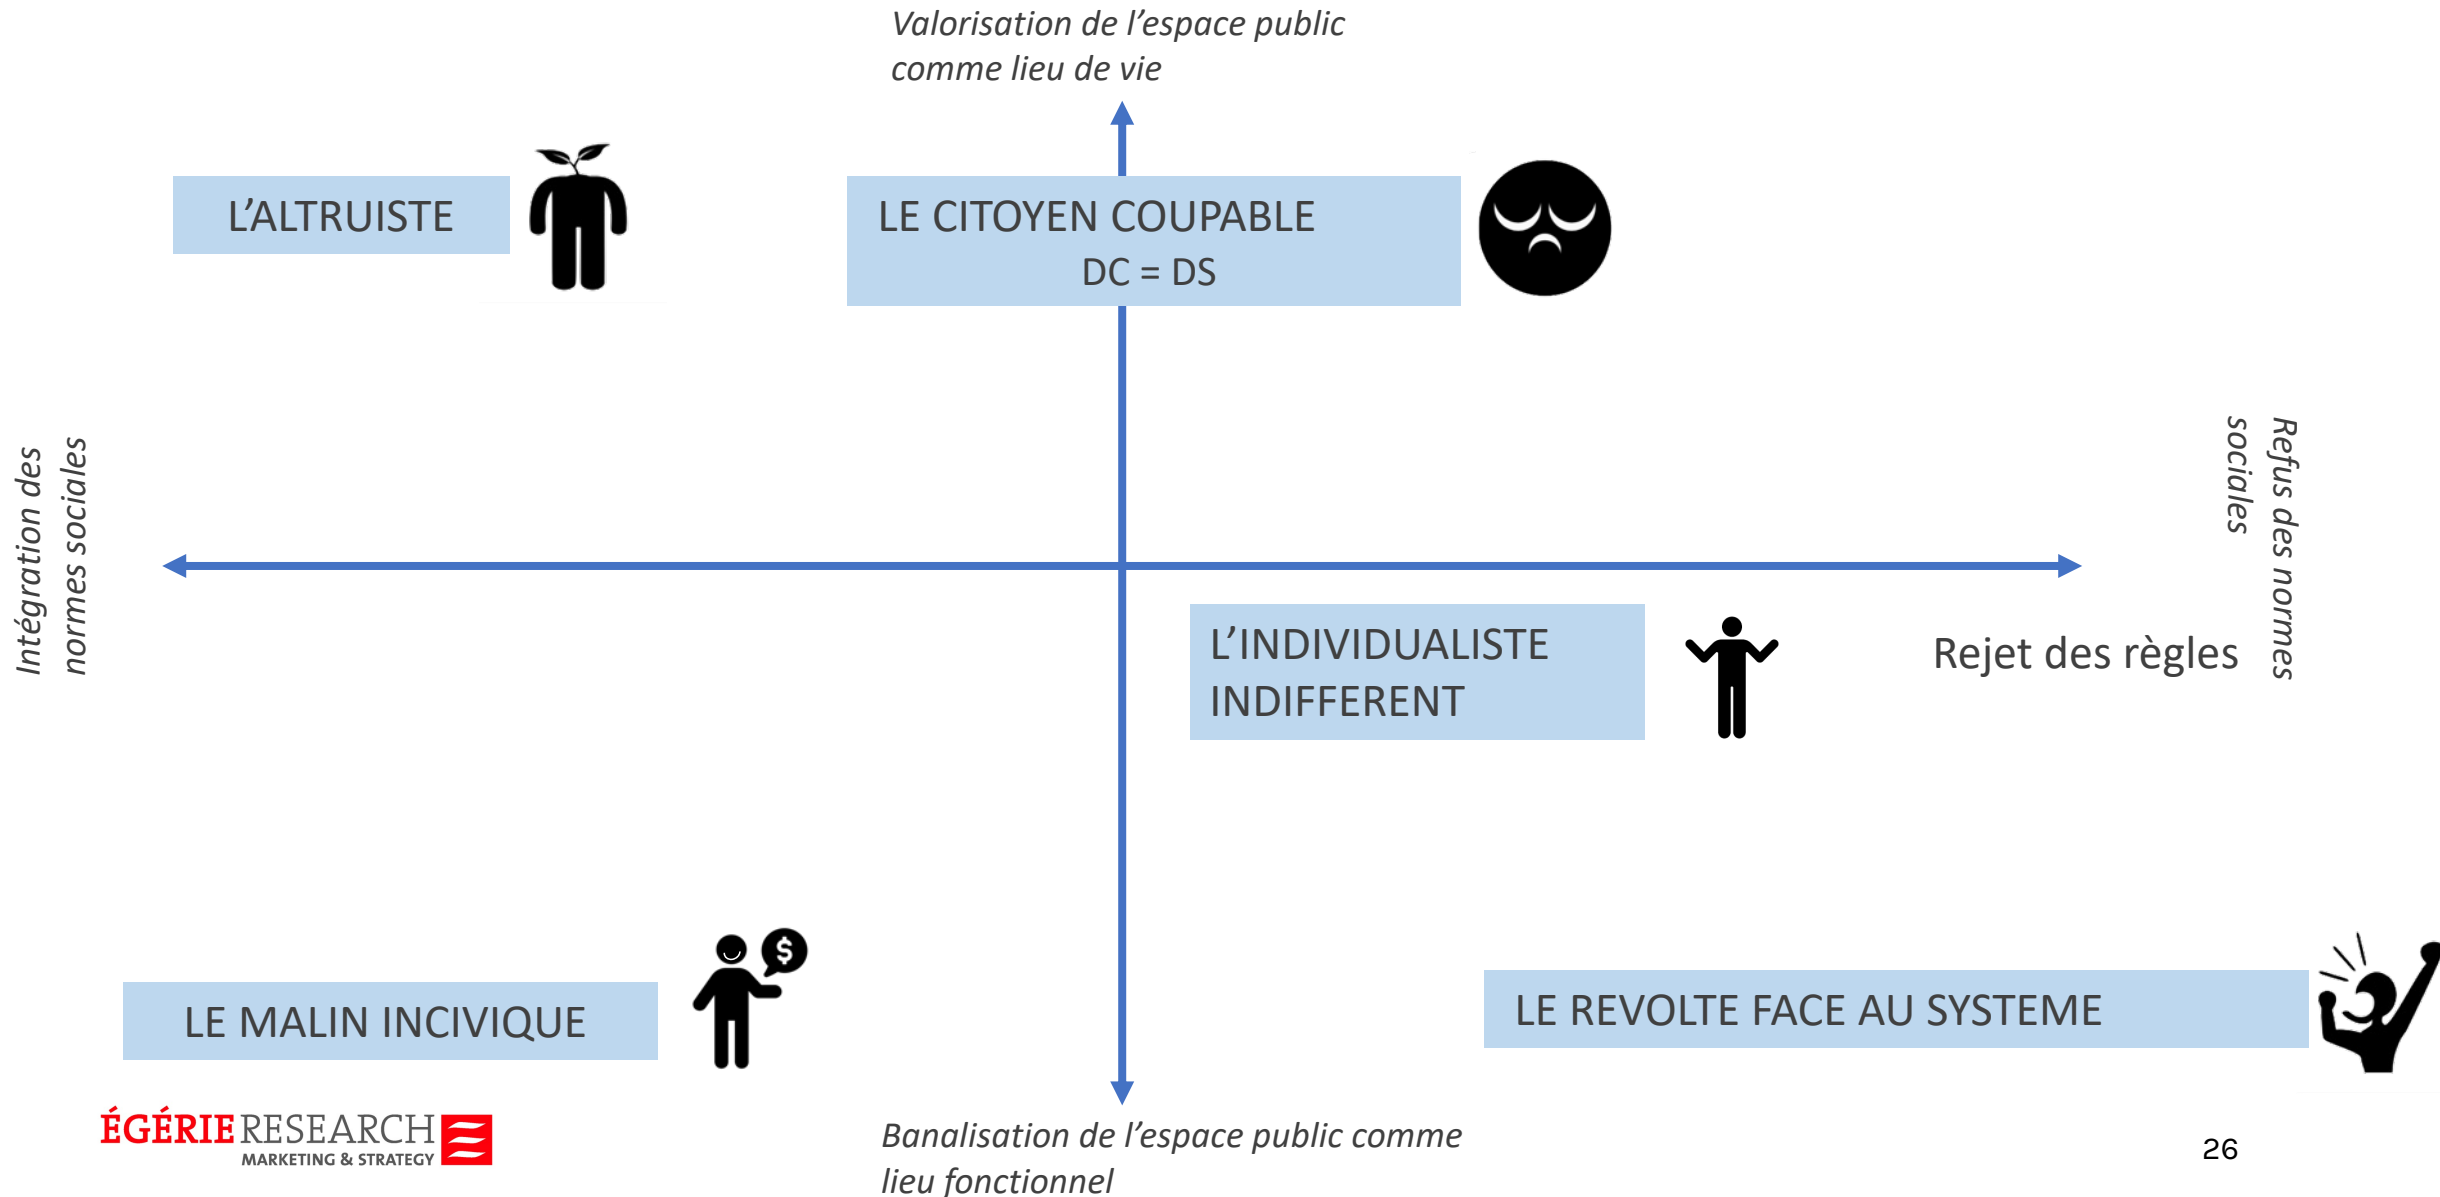 Valorisation de l'espace public
comme lieu de vie
L'ALTRUISTE
LE CITOYEN COUPABLE
DC = DS
Intégration des
normes sociales
Refus des normes
sociales
L'INDIVIDUALISTE
INDIFFERENT
Rejet des règles
$
LE MALIN INCIVIQUE
LE REVOLTE FACE AU SYSTEME
ÉGÉRIE RESEARCH
MARKETING & STRATEGY
Banalisation de l'espace public comme
lieu fonctionnel
26